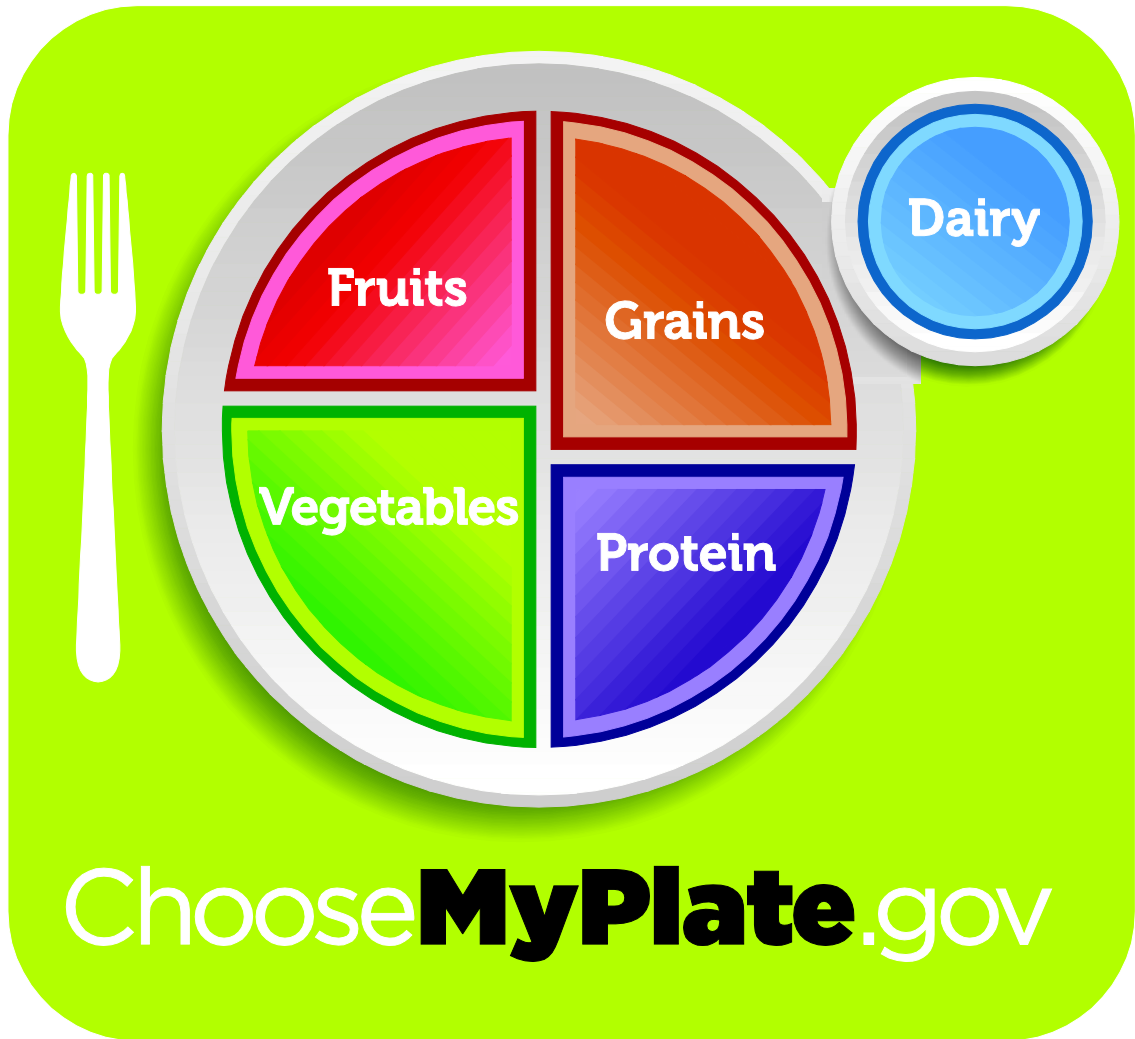 Fruits
Grains
Dairy
Vegetables
Protein
ChooseMyPlate.gov